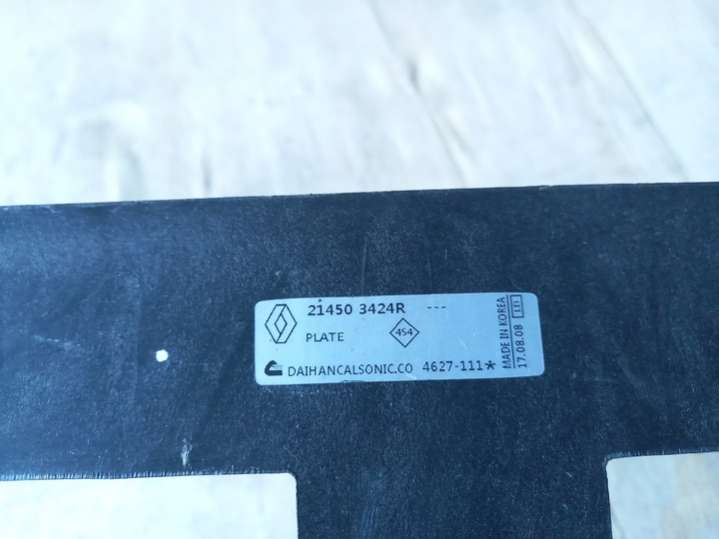 21450 3424R ---
PLATE 454
DAIHANCALSONIC.CO 4627-111*
MADE IN KOREA
17.08.08